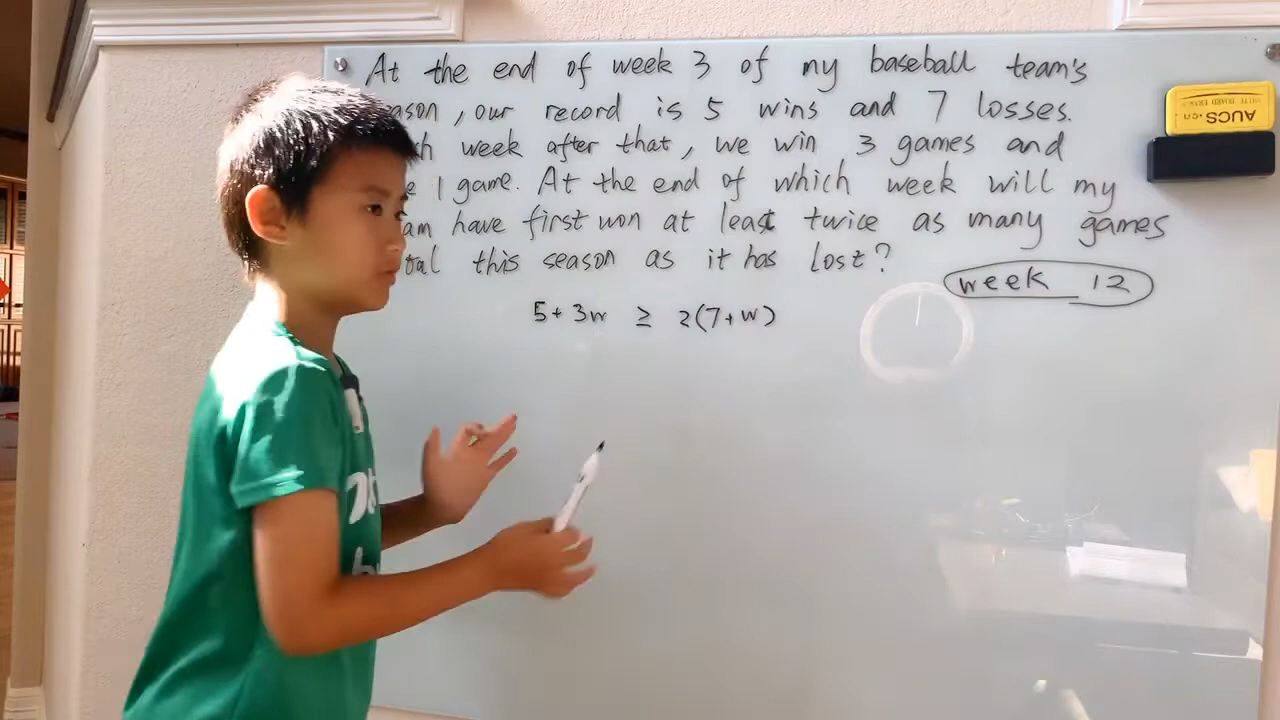 At the end of week 3 of my baseball team's
ason, our record is 5 wins and 7 losses.
h week after that, we win 3 games and
e 1 game. At the end of which week will my
am have first won at least twice as many games
tal this season as it has lost?
week 12
5 + 3w ≥ 2(7+w)
AUCS.cn